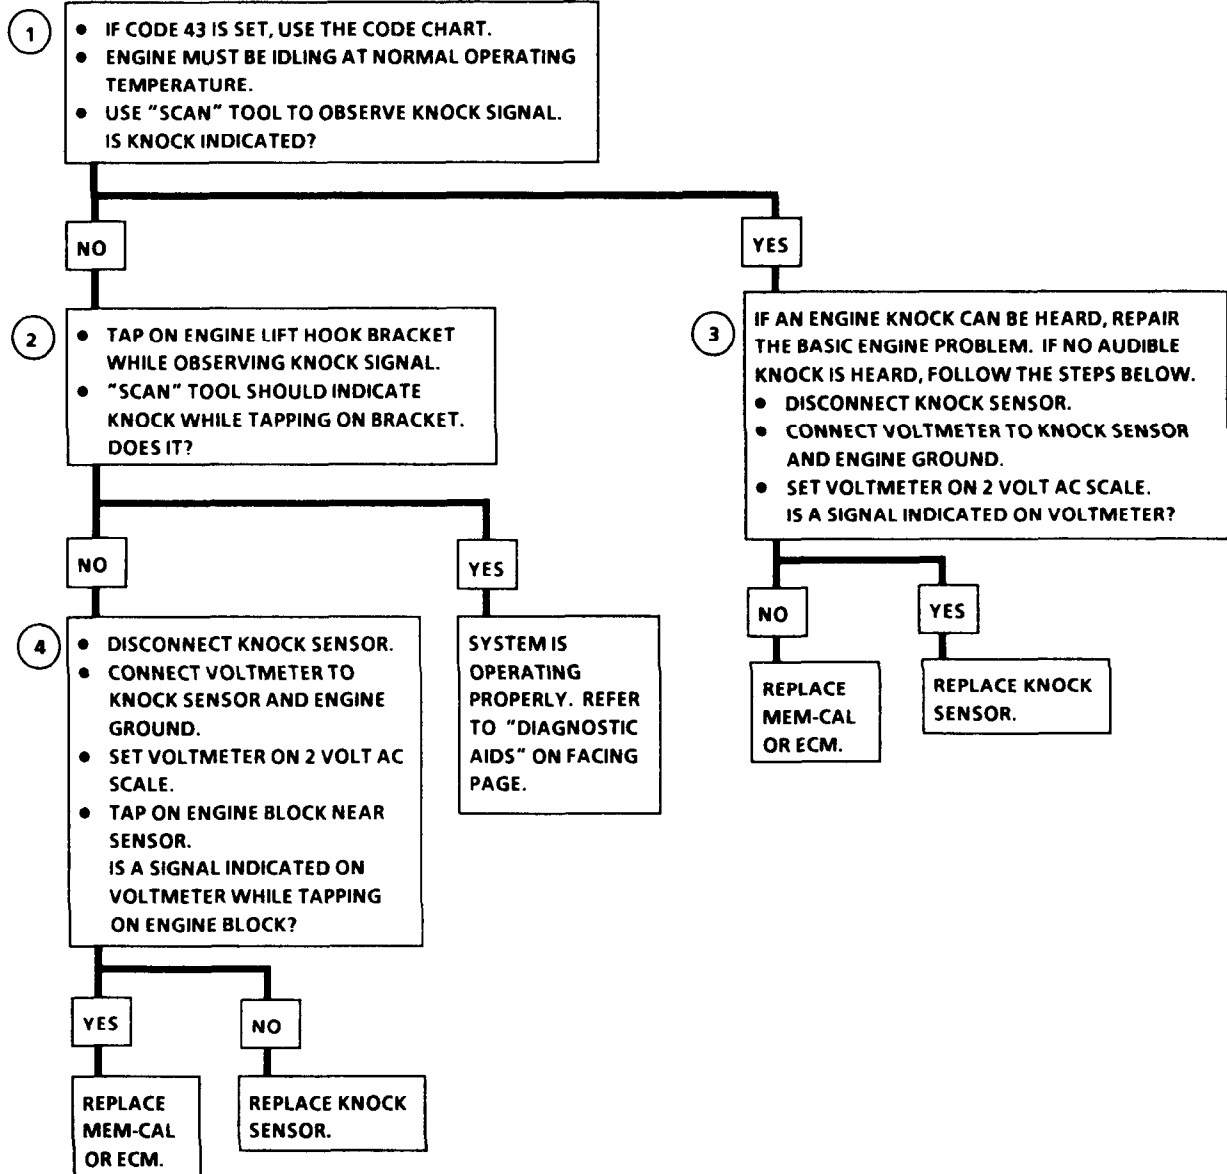 1
● IF CODE 43 IS SET, USE THE CODE CHART.
● ENGINE MUST BE IDLING AT NORMAL OPERATING
TEMPERATURE.
● USE "SCAN" TOOL TO OBSERVE KNOCK SIGNAL.
IS KNOCK INDICATED?
NO
YES
2
● TAP ON ENGINE LIFT HOOK BRACKET
WHILE OBSERVING KNOCK SIGNAL.
● "SCAN" TOOL SHOULD INDICATE
KNOCK WHILE TAPPING ON BRACKET.
DOES IT?
3
IF AN ENGINE KNOCK CAN BE HEARD, REPAIR
THE BASIC ENGINE PROBLEM. IF NO AUDIBLE
KNOCK IS HEARD, FOLLOW THE STEPS BELOW.
● DISCONNECT KNOCK SENSOR.
● CONNECT VOLTMETER TO KNOCK SENSOR
AND ENGINE GROUND.
● SET VOLTMETER ON 2 VOLT AC SCALE.
IS A SIGNAL INDICATED ON VOLTMETER?
NO
YES
NO
YES
4
● DISCONNECT KNOCK SENSOR.
● CONNECT VOLTMETER TO
KNOCK SENSOR AND ENGINE
GROUND.
● SET VOLTMETER ON 2 VOLT AC
SCALE.
● TAP ON ENGINE BLOCK NEAR
SENSOR.
IS A SIGNAL INDICATED ON
VOLTMETER WHILE TAPPING
ON ENGINE BLOCK?
SYSTEM IS
OPERATING
PROPERLY. REFER
TO "DIAGNOSTIC
AIDS" ON FACING
PAGE.
REPLACE
MEM-CAL
OR ECM.
REPLACE KNOCK
SENSOR.
YES
NO
REPLACE
MEM-CAL
OR ECM.
REPLACE KNOCK
SENSOR.